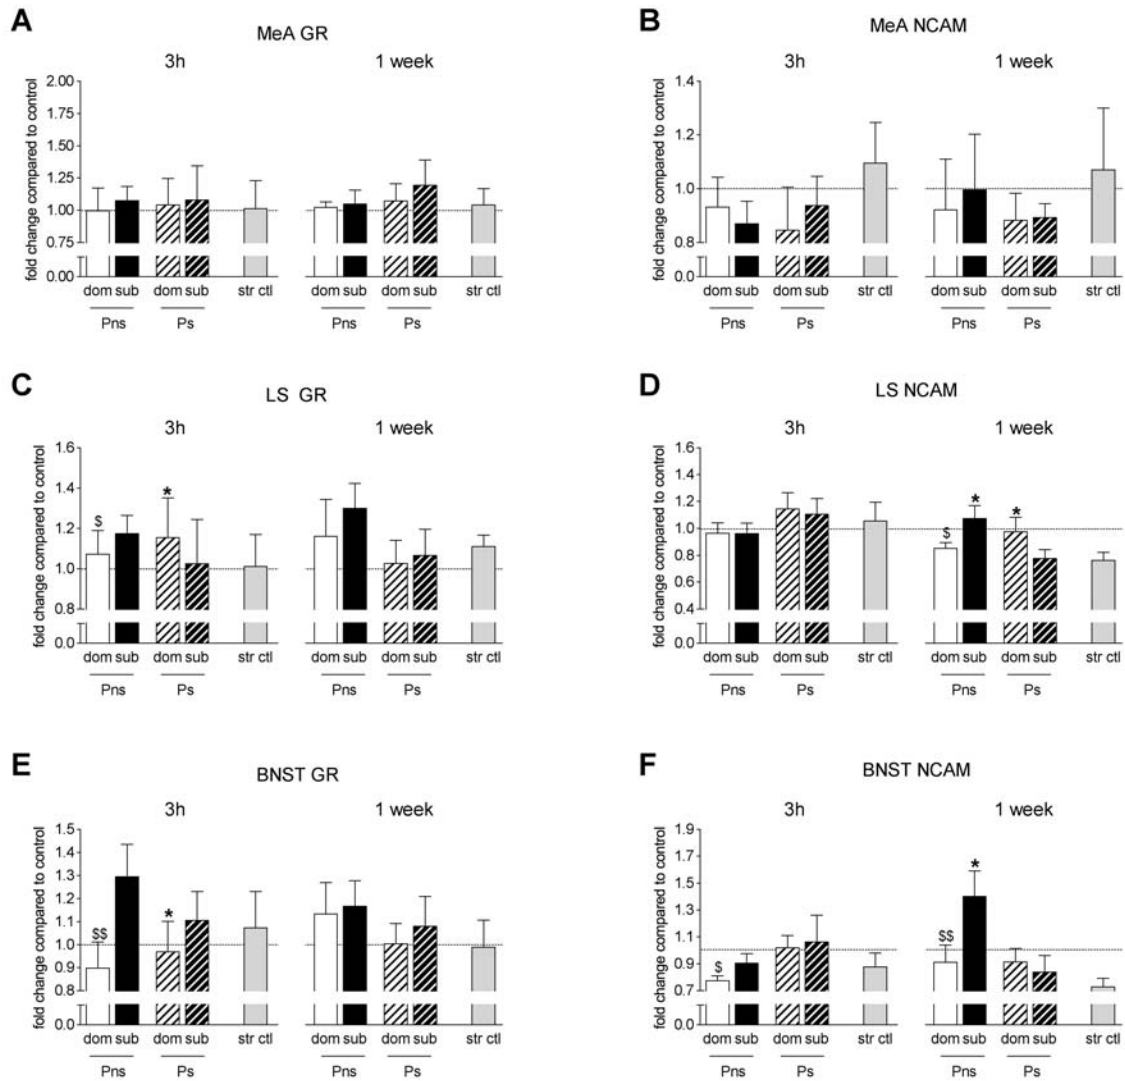 A
MeA GR
3h
1 week
fold change compared to control
2.00
1.75
1.50
1.25
1.00
0.75
0.00
dom sub dom sub str ctl dom sub dom sub str ctl
Pns Ps Pns Ps
B
MeA NCAM
3h
1 week
fold change compared to control
1.4
1.2
1.0
0.8
0.0
dom sub dom sub str ctl dom sub dom sub str ctl
Pns Ps Pns Ps
C
LS GR
3h
1 week
fold change compared to control
1.6
1.4
1.2
1.0
0.8
0.0
$ *
dom sub dom sub str ctl dom sub dom sub str ctl
Pns Ps Pns Ps
D
LS NCAM
3h
1 week
fold change compared to control
1.6
1.4
1.2
1.0
0.8
0.6
0.4
0.0
$ * *
dom sub dom sub str ctl dom sub dom sub str ctl
Pns Ps Pns Ps
E
BNST GR
3h
1 week
fold change compared to control
1.5
1.4
1.3
1.2
1.1
1.0
0.9
0.8
0.0
$$ *
dom sub dom sub str ctl dom sub dom sub str ctl
Pns Ps Pns Ps
F
BNST NCAM
3h
1 week
fold change compared to control
1.9
1.7
1.5
1.3
1.1
0.9
0.7
0.0
$ $$ *
dom sub dom sub str ctl dom sub dom sub str ctl
Pns Ps Pns Ps